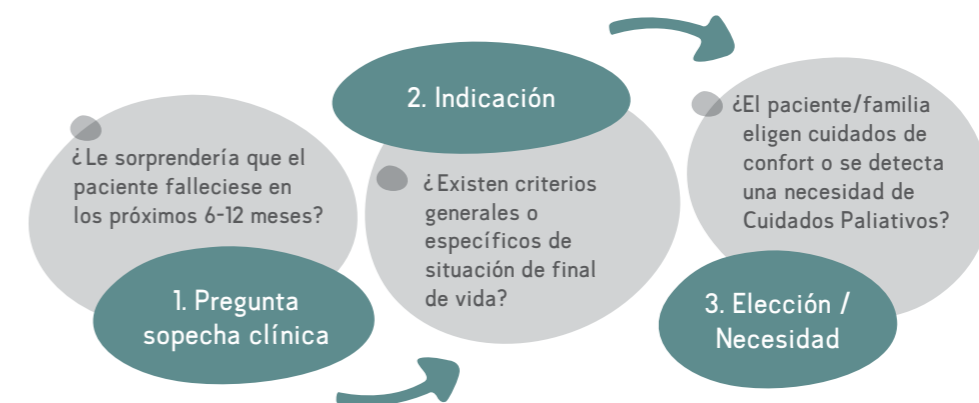 ¿Le sorprendería que el
paciente falleciese en
los próximos 6-12 meses?
1. Pregunta
sopecha clínica
2. Indicación
¿Existen criterios
generales o
específicos de
situación de final
de vida?
¿El paciente/familia
eligen cuidados de
confort o se detecta
una necesidad de
Cuidados Paliativos?
3. Elección /
Necesidad